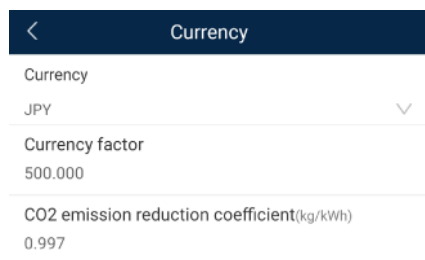 Currency
Currency
JPY
Currency factor
500.000
CO2 emission reduction coefficient(kg/kWh)
0.997